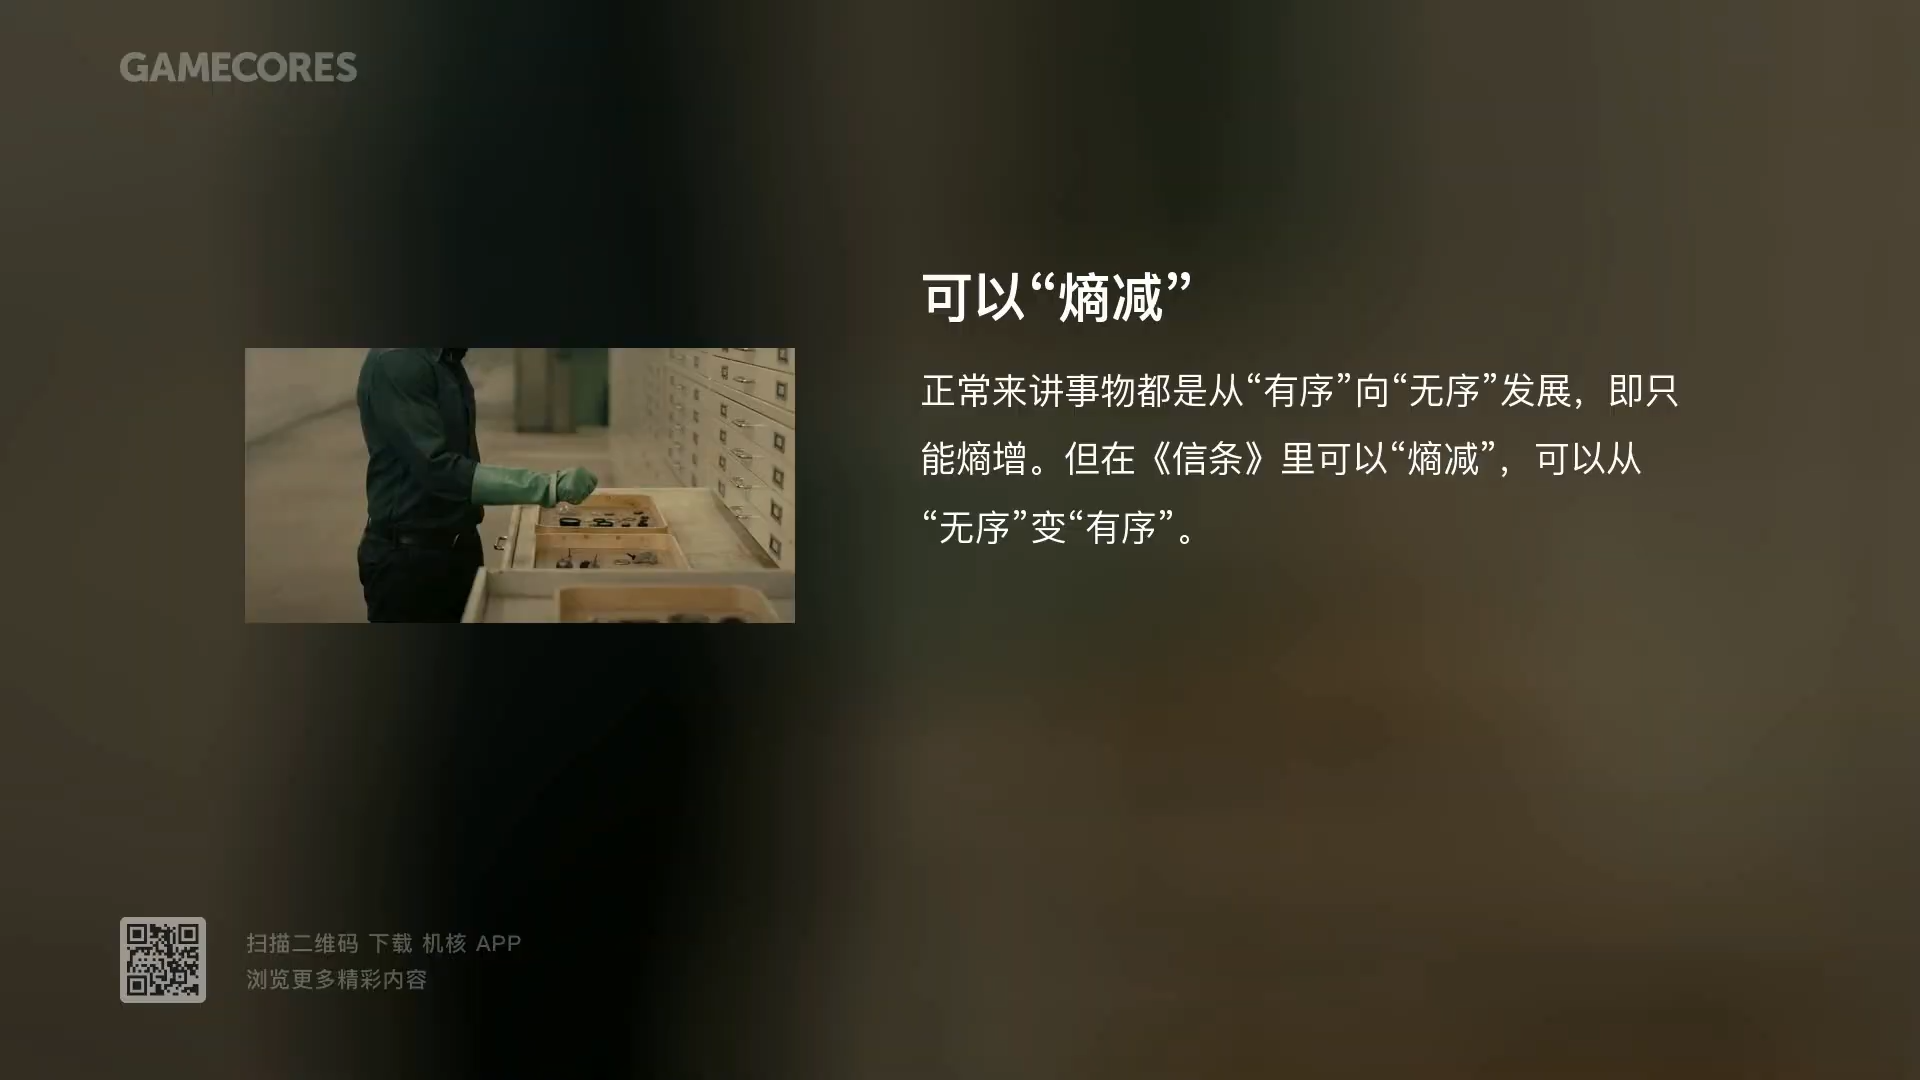 GAMECORES
可以“熵减”
正常来讲事物都是从“有序”向“无序”发展，即只
能熵增。但在《信条》里可以“熵减”，可以从
“无序”变“有序”。
扫描二维码 下载 机核 APP
浏览更多精彩内容